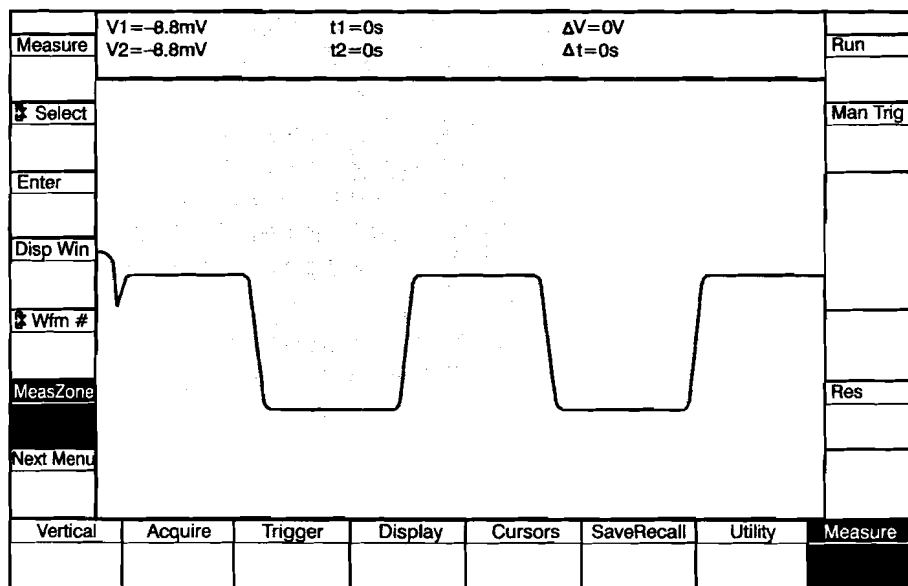 V1=-8.8mV t1=0s ΔV=0V
V2=-8.8mV t2=0s Δt=0s
Measure
Select
Enter
Disp Win
Wfm #
MeasZone
Next Menu
Run
Man Trig
Res
Vertical Acquire Trigger Display Cursors SaveRecall Utility Measure